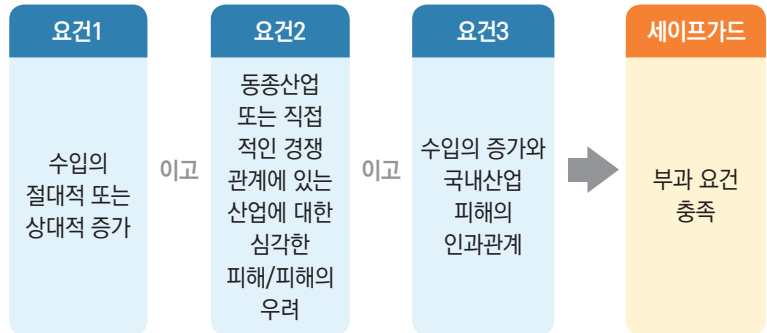 요건1
수입의
절대적 또는
상대적 증가
이고
요건2
동종산업
또는 직접
적인 경쟁
관계에 있는
산업에 대한
심각한
피해/피해의
우려
이고
요건3
수입의 증가와
국내산업
피해의
인과관계
세이프가드
부과 요건
충족